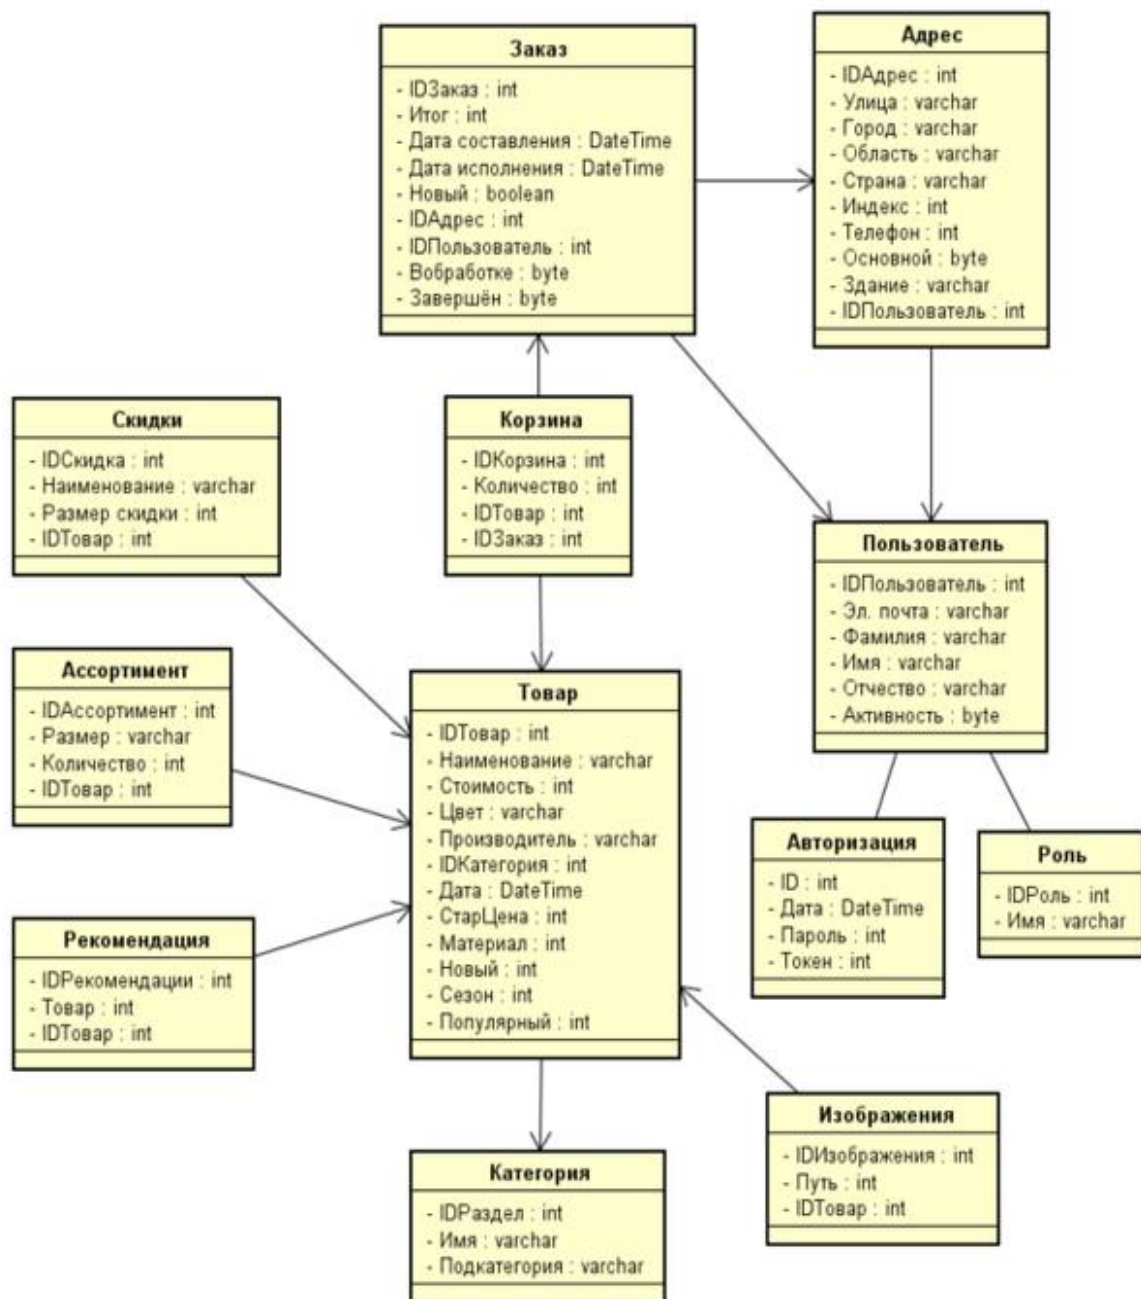 Заказ
- IDЗаказ : int
- Итог : int
- Дата составления : DateTime
- Дата исполнения : DateTime
- Новый : boolean
- IDАдрес : int
- IDПользователь : int
- Вобработке : byte
- Завершён : byte
Адрес
- IDАдрес : int
- Улица : varchar
- Город : varchar
- Область : varchar
- Страна : varchar
- Индекс : int
- Телефон : int
- Основной : byte
- Здание : varchar
- IDПользователь : int
Скидки
- IDСкидка : int
- Наименование : varchar
- Размер скидки : int
- IDТовар : int
Корзина
- IDКорзина : int
- Количество : int
- IDТовар : int
- IDЗаказ : int
Пользователь
- IDПользователь : int
- Эл. почта : varchar
- Фамилия : varchar
- Имя : varchar
- Отчество : varchar
- Активность : byte
Ассортимент
- IDАссортимент : int
- Размер : varchar
- Количество : int
- IDТовар : int
Товар
- IDТовар : int
- Наименование : varchar
- Стоимость : int
- Цвет : varchar
- Производитель : varchar
- IDКатегория : int
- Дата : DateTime
- СтарЦена : int
- Материал : int
- Новый : int
- Сезон : int
- Популярный : int
Авторизация
- ID : int
- Дата : DateTime
- Пароль : int
- Токен : int
Роль
- IDРоль : int
- Имя : varchar
Рекомендация
- IDРекомендации : int
- Товар : int
- IDТовар : int
Изображения
- IDИзображения : int
- Путь : int
- IDТовар : int
Категория
- IDРаздел : int
- Имя : varchar
- Подкатегория : varchar